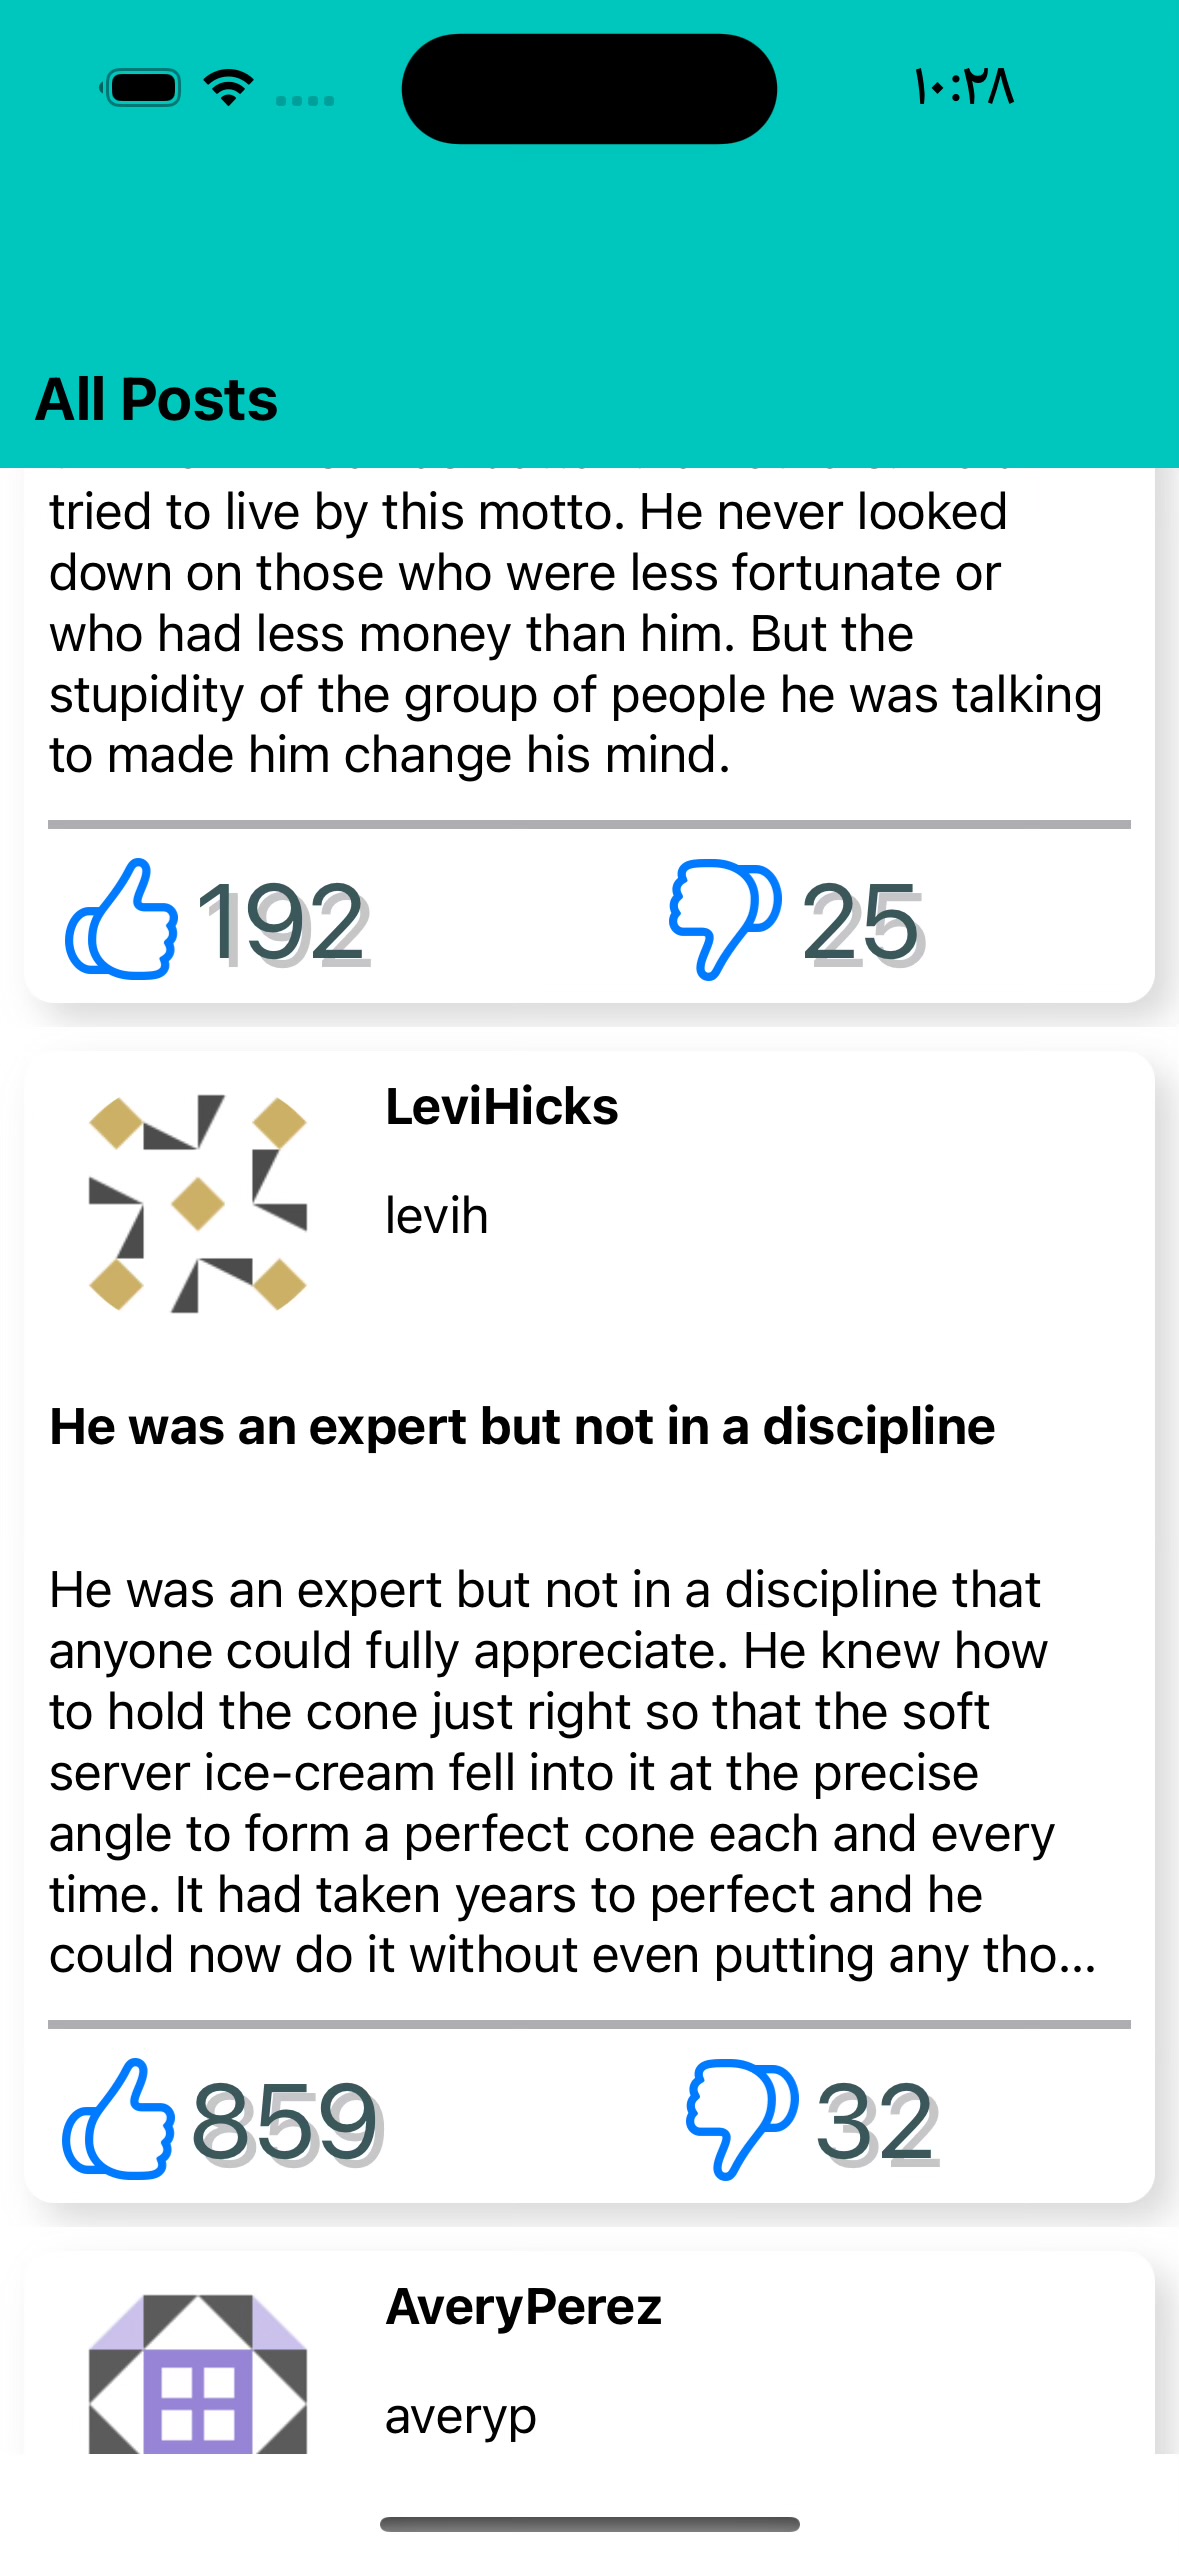 ١٠:٢٨
All Posts
tried to live by this motto. He never looked
down on those who were less fortunate or
who had less money than him. But the
stupidity of the group of people he was talking
to made him change his mind.
192
25
LeviHicks
levih
He was an expert but not in a discipline
He was an expert but not in a discipline that
anyone could fully appreciate. He knew how
to hold the cone just right so that the soft
server ice-cream fell into it at the precise
angle to form a perfect cone each and every
time. It had taken years to perfect and he
could now do it without even putting any tho...
859
32
AveryPerez
averyp